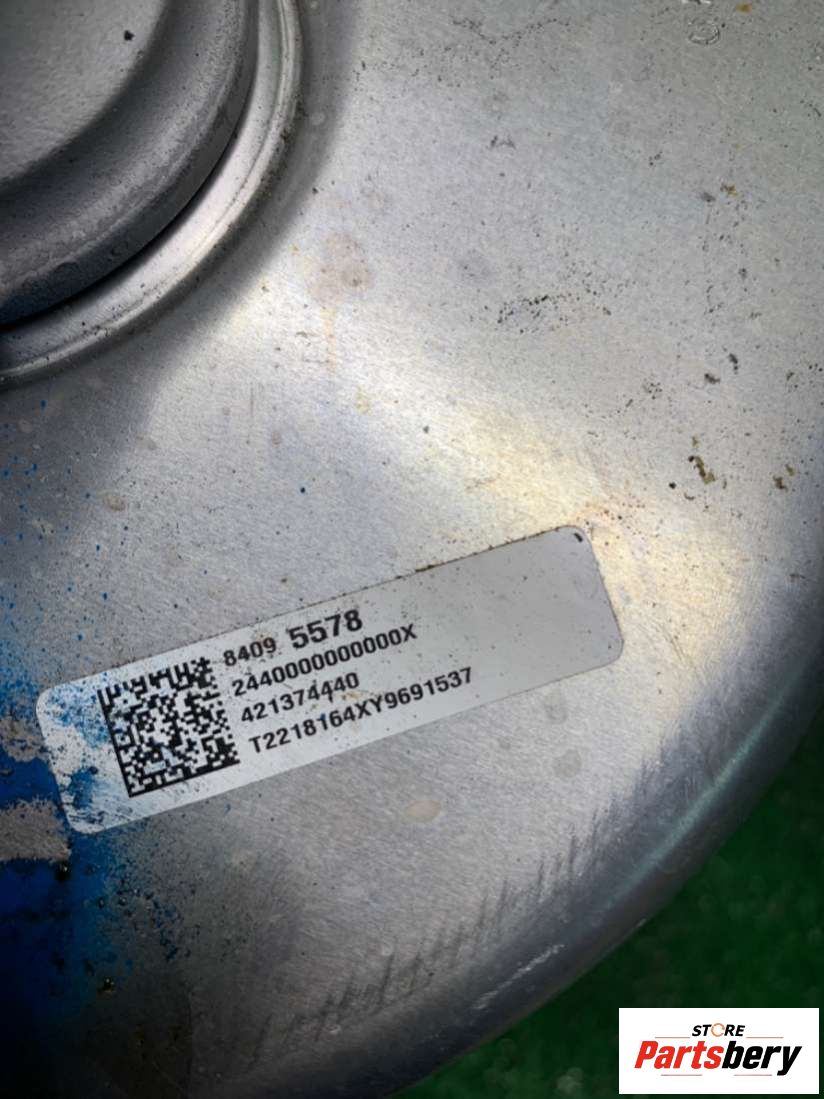 8409 5578
2440000000000X
421374440
T2218164XY9691537
STORE
Partsbery